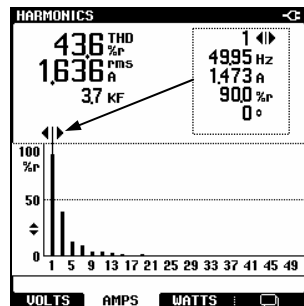 HARMONICS
43,6 THD %r
1,636 rms A
3,7 KF
1
49,95 Hz
1,473 A
90,0 %r
0 °
100
%r
50
0
1 5 9 13 17 21 25 29 33 37 41 45 49
VOLTS AMPS WATTS